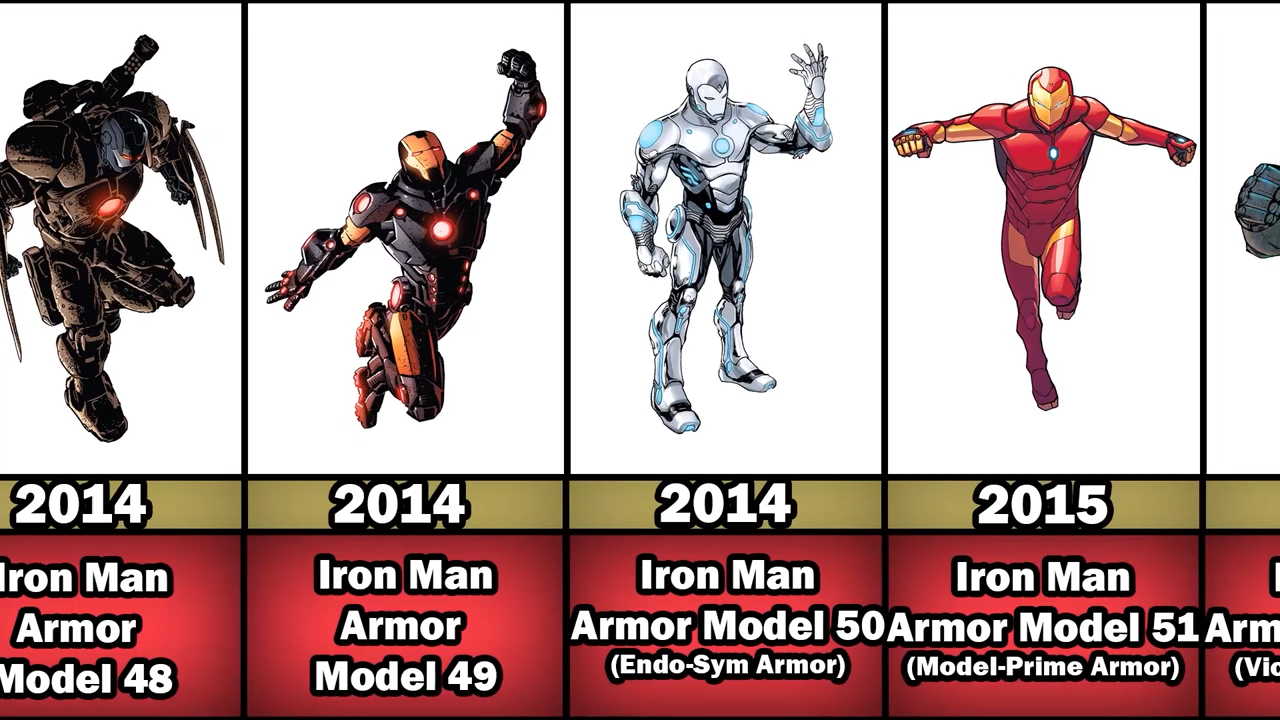 2014
Iron Man
Armor
Model 48
2014
Iron Man
Armor
Model 49
2014
Iron Man
Armor Model 50
(Endo-Sym Armor)
2015
Iron Man
Armor Model 51
(Model-Prime Armor)